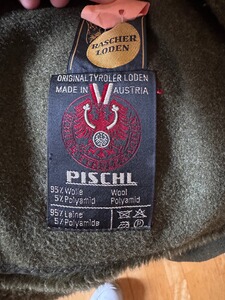 RASCHER
LODEN
ORIGINAL TYROLER LODEN
MADE IN AUSTRIA
PISCHL
95% Wolle Wool
5% Polyamid Polyamid
95% Laine
5% Polyamide